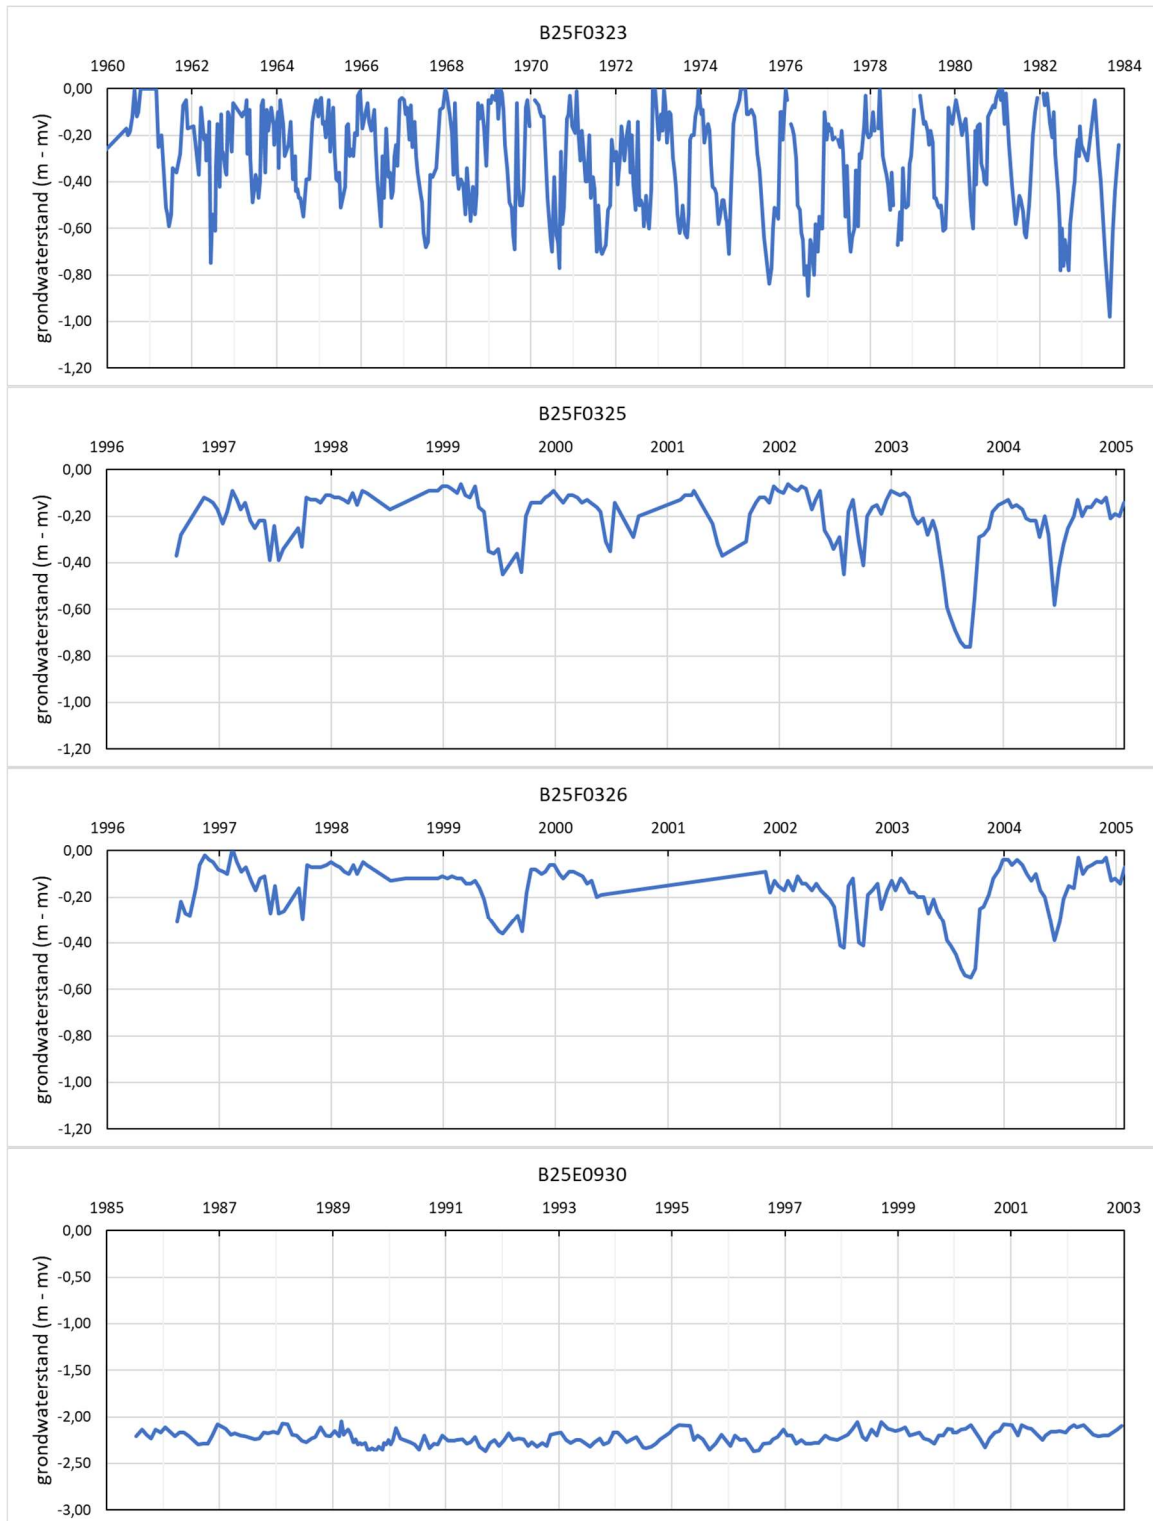 B25F0323
1960 1962 1964 1966 1968 1970 1972 1974 1976 1978 1980 1982 1984
grondwaterstand (m - mv)
0,00
-0,20
-0,40
-0,60
-0,80
-1,00
-1,20
B25F0325
1996 1997 1998 1999 2000 2001 2002 2003 2004 2005
grondwaterstand (m - mv)
0,00
-0,20
-0,40
-0,60
-0,80
-1,00
-1,20
B25F0326
1996 1997 1998 1999 2000 2001 2002 2003 2004 2005
grondwaterstand (m - mv)
0,00
-0,20
-0,40
-0,60
-0,80
-1,00
-1,20
B25E0930
1985 1987 1989 1991 1993 1995 1997 1999 2001 2003
grondwaterstand (m - mv)
0,00
-0,50
-1,00
-1,50
-2,00
-2,50
-3,00